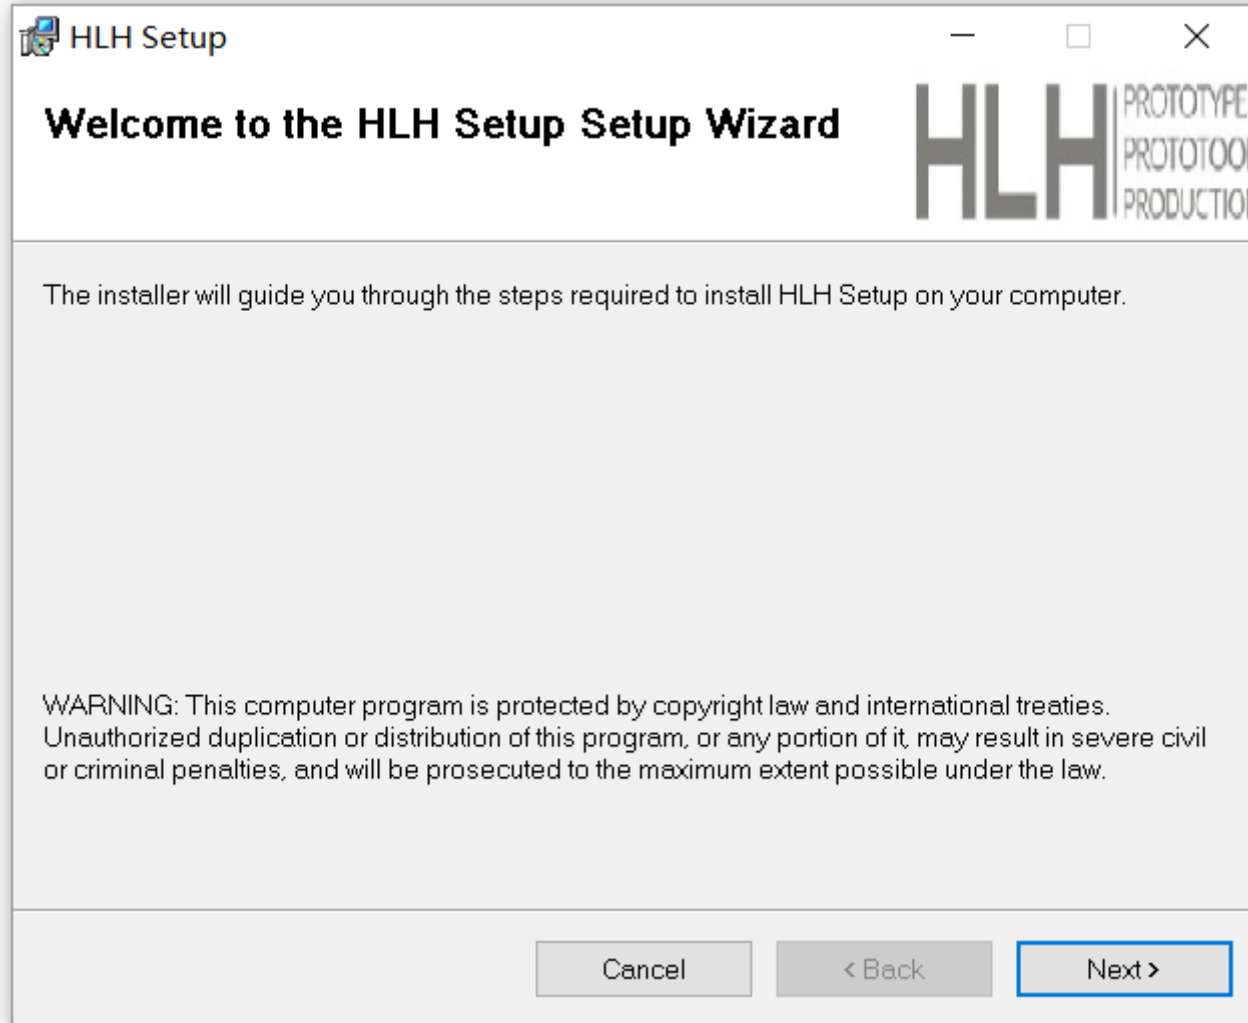 HLH Setup
Welcome to the HLH Setup Setup Wizard
HLH
PROTOTYPE
PROTOTOO
PRODUCTIO
The installer will guide you through the steps required to install HLH Setup on your computer.
WARNING: This computer program is protected by copyright law and international treaties.
Unauthorized duplication or distribution of this program, or any portion of it, may result in severe civil
or criminal penalties, and will be prosecuted to the maximum extent possible under the law.
Cancel
< Back
Next >